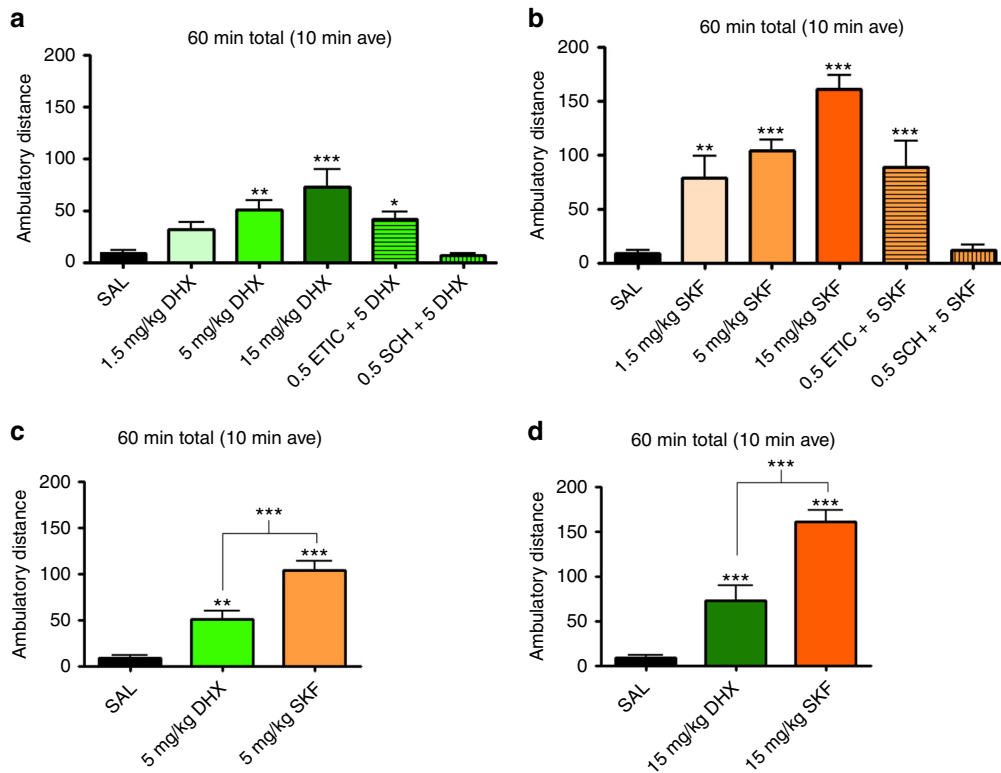 a
60 min total (10 min ave)
Ambulatory distance
200
150
100
50
0
***
**
*
SAL
1.5 mg/kg DHX
5 mg/kg DHX
15 mg/kg DHX
0.5 ETIC + 5 DHX
0.5 SCH + 5 DHX
b
60 min total (10 min ave)
Ambulatory distance
200
150
100
50
0
**
***
***
***
SAL
1.5 mg/kg SKF
5 mg/kg SKF
15 mg/kg SKF
0.5 ETIC + 5 SKF
0.5 SCH + 5 SKF
c
60 min total (10 min ave)
Ambulatory distance
200
150
100
50
0
***
***
**
SAL
5 mg/kg DHX
5 mg/kg SKF
d
60 min total (10 min ave)
Ambulatory distance
200
150
100
50
0
***
***
***
SAL
15 mg/kg DHX
15 mg/kg SKF